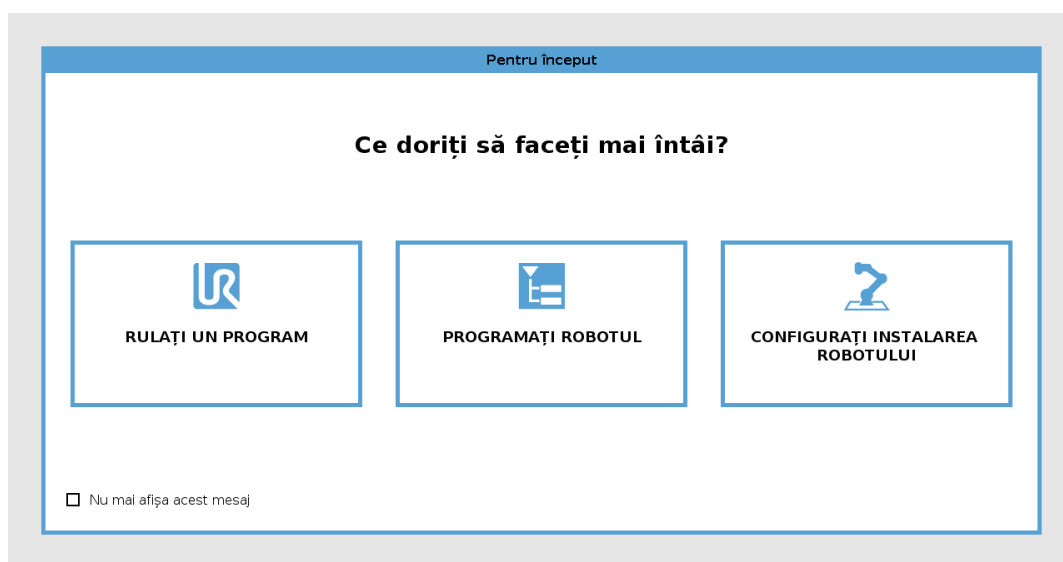 Pentru început
Ce doriți să faceți mai întâi?
RULAȚI UN PROGRAM
PROGRAMAȚI ROBOTUL
CONFIGURAȚI INSTALAREA
ROBOTULUI
Nu mai afișa acest mesaj